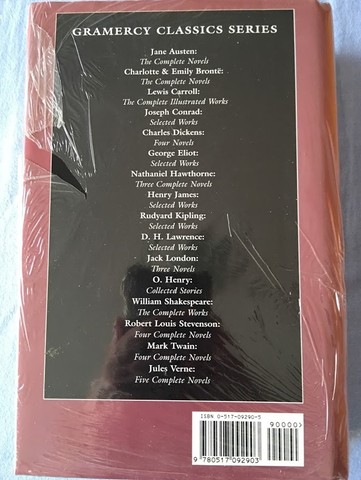 GRAMERCY CLASSICS SERIES
Jane Austen:
The Complete Novels
Charlotte & Emily Brontë:
The Complete Novels
Lewis Carroll:
The Complete Illustrated Works
Joseph Conrad:
Selected Works
Charles Dickens:
Four Novels
George Eliot:
Selected Works
Nathaniel Hawthorne:
Three Complete Novels
Henry James:
Selected Works
Rudyard Kipling:
Selected Works
D. H. Lawrence:
Selected Works
Jack London:
Three Novels
O. Henry:
Collected Stories
William Shakespeare:
The Complete Works
Robert Louis Stevenson:
Four Complete Novels
Mark Twain:
Four Complete Novels
Jules Verne:
Five Complete Novels
ISBN 0-517-09290-5
90000>
9 780517 092903